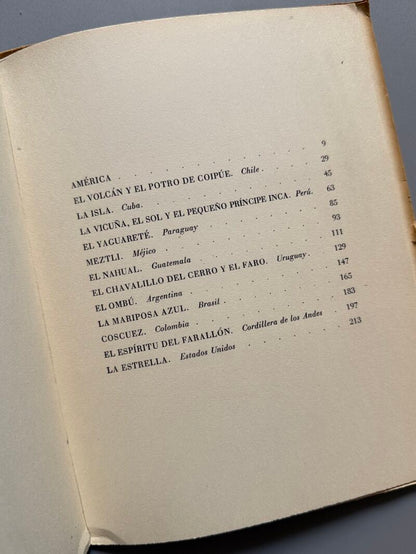 AMÉRICA . . . . . . . . . . 9
EL VOLCÁN Y EL POTRO DE COIPÚE. Chile . . . . 29
LA ISLA. Cuba. . . . . . . . . . 45
LA VICUÑA, EL SOL Y EL PEQUEÑO PRÍNCIPE INCA. Perú. 63
EL YAGUARETÉ. Paraguay . . . . . . . 85
MEZTLI. Méjico . . . . . . . . . 93
EL NAHUAL. Guatemala . . . . . . . 111
EL CHAVALILLO DEL CERRO Y EL FARO. Uruguay . . 129
EL OMBÚ. Argentina . . . . . . . . 147
LA MARIPOSA AZUL. Brasil . . . . . . 165
COSCUEZ. Colombia . . . . . . . . 183
EL ESPÍRITU DEL FARALLÓN. Cordillera de los Andes 197
LA ESTRELLA. Estados Unidos . . . . . . 213